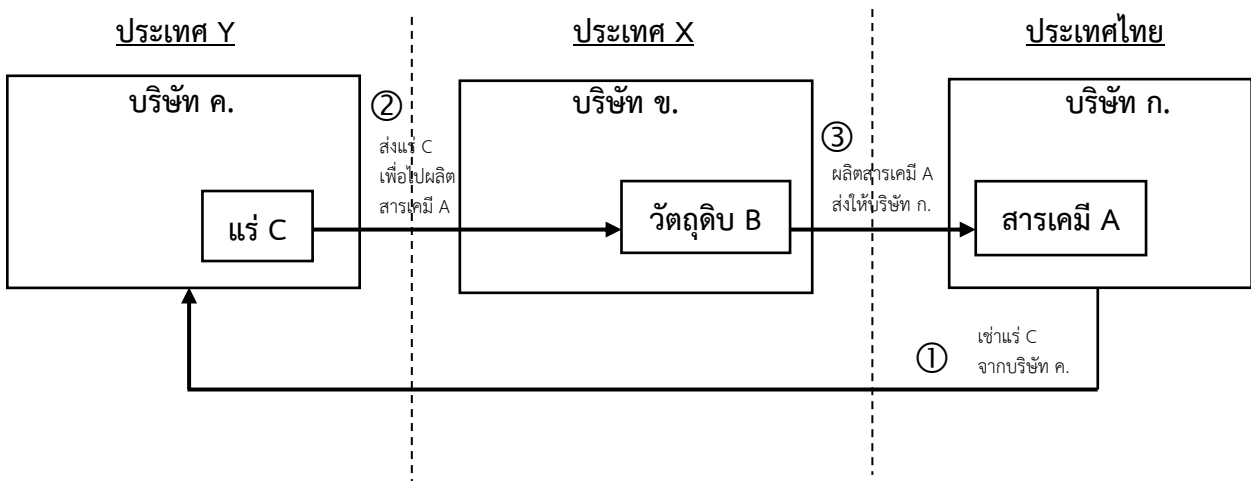 ประเทศ Y
ประเทศ X
ประเทศไทย
บริษัท ค.
บริษัท ข.
บริษัท ก.
②
ส่งแร่ C
เพื่อไปผลิต
สารเคมี A
③
ผลิตสารเคมี A
ส่งให้บริษัท ก.
แร่ C
วัตถุดิบ B
สารเคมี A
①
เช่าแร่ C
จากบริษัท ค.